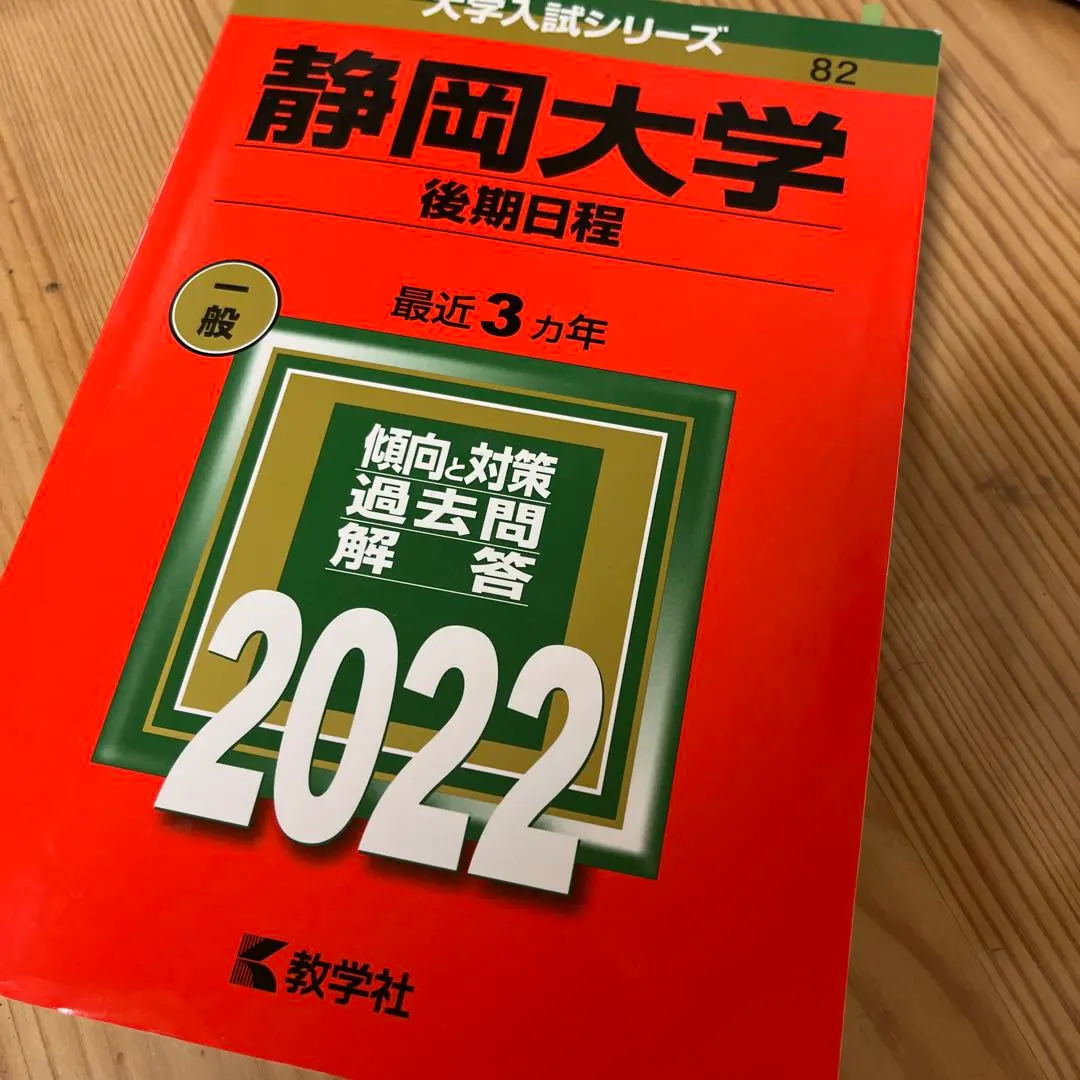 大学入試シリーズ
82
静岡大学
後期日程
一般
最近3ヵ年
傾向と対策
過去問
解答
2022
教学社